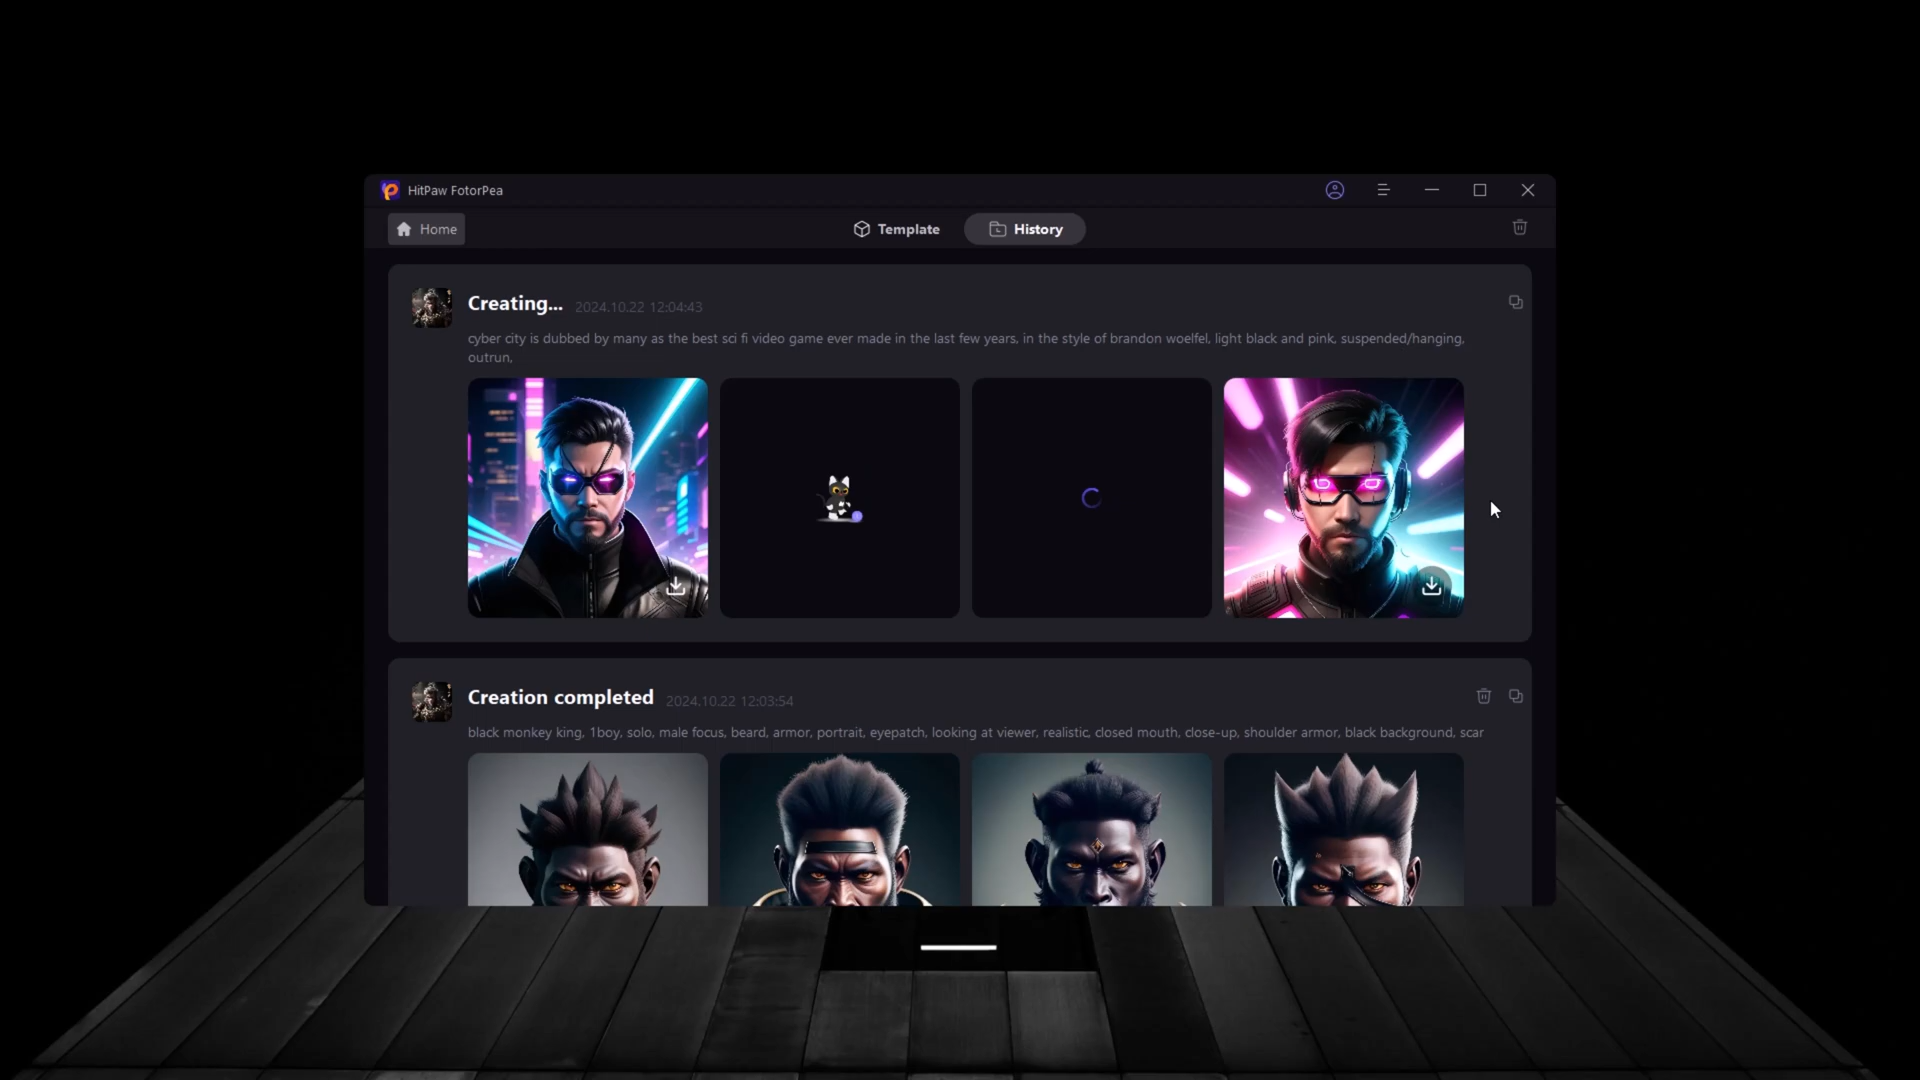 HitPaw FotorPea
Home
Template
History
Creating...
2024.10.22 12:04:43
cyber city is dubbed by many as the best sci fi video game ever made in the last few years, in the style of brandon woelfel, light black and pink, suspended/hanging,
outrun,
Creation completed
2024.10.22 12:03:54
black monkey king, 1boy, solo, male focus, beard, armor, portrait, eyepatch, looking at viewer, realistic, closed mouth, close-up, shoulder armor, black background, scar